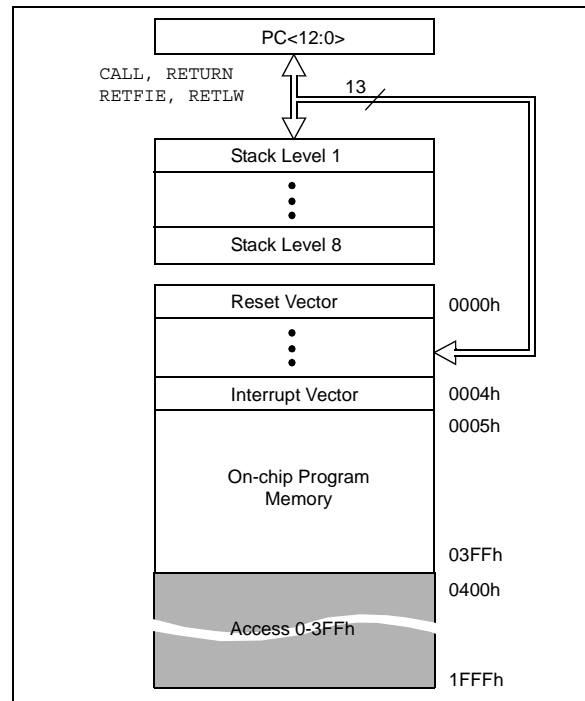 PC<12:0>
CALL, RETURN
RETFIE, RETLW
13
Stack Level 1
Stack Level 8
Reset Vector
0000h
Interrupt Vector
0004h
0005h
On-chip Program
Memory
03FFh
0400h
Access 0-3FFh
1FFFh